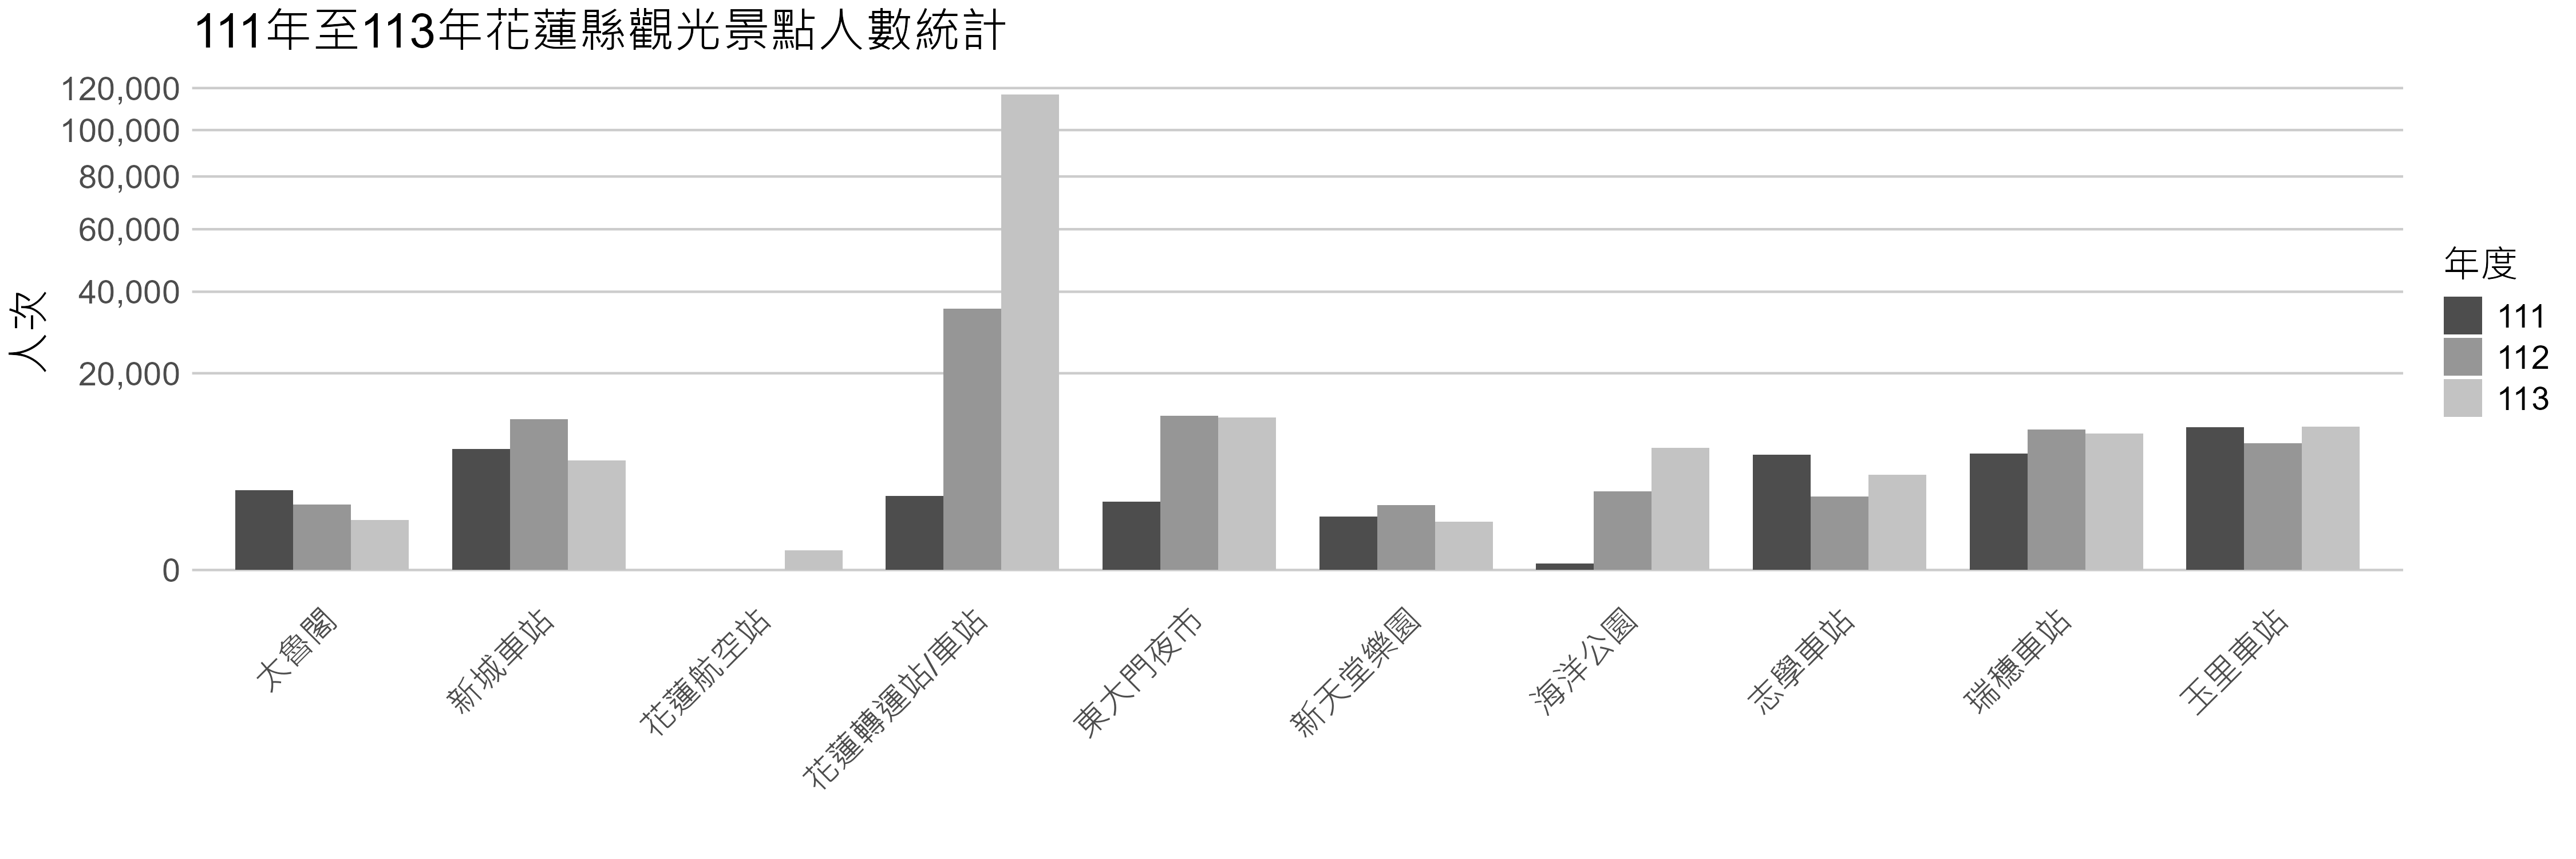 111年至113年花蓮縣觀光景點人數統計
人次
120,000
100,000
80,000
60,000
40,000
20,000
0
太魯閣
新城車站
花蓮航空站
花蓮轉運站/車站
東大門夜市
新天堂樂園
海洋公園
志學車站
瑞穗車站
玉里車站
年度
111
112
113